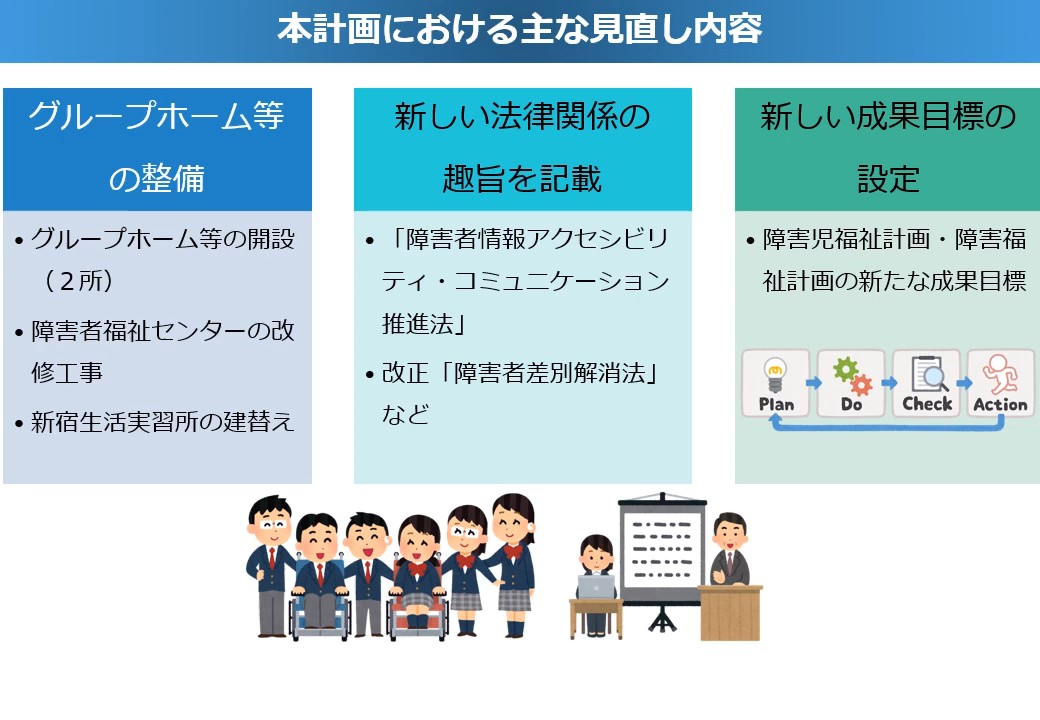 本計画における主な見直し内容
グループホーム等
の整備
• グループホーム等の開設
（２所）
• 障害者福祉センターの改
修工事
• 新宿生活実習所の建替え
新しい法律関係の
趣旨を記載
• 「障害者情報アクセシビリ
ティ・コミュニケーション
推進法」
• 改正「障害者差別解消法」
など
新しい成果目標の
設定
• 障害児福祉計画・障害福
祉計画の新たな成果目標
Plan
Do
Check
Action